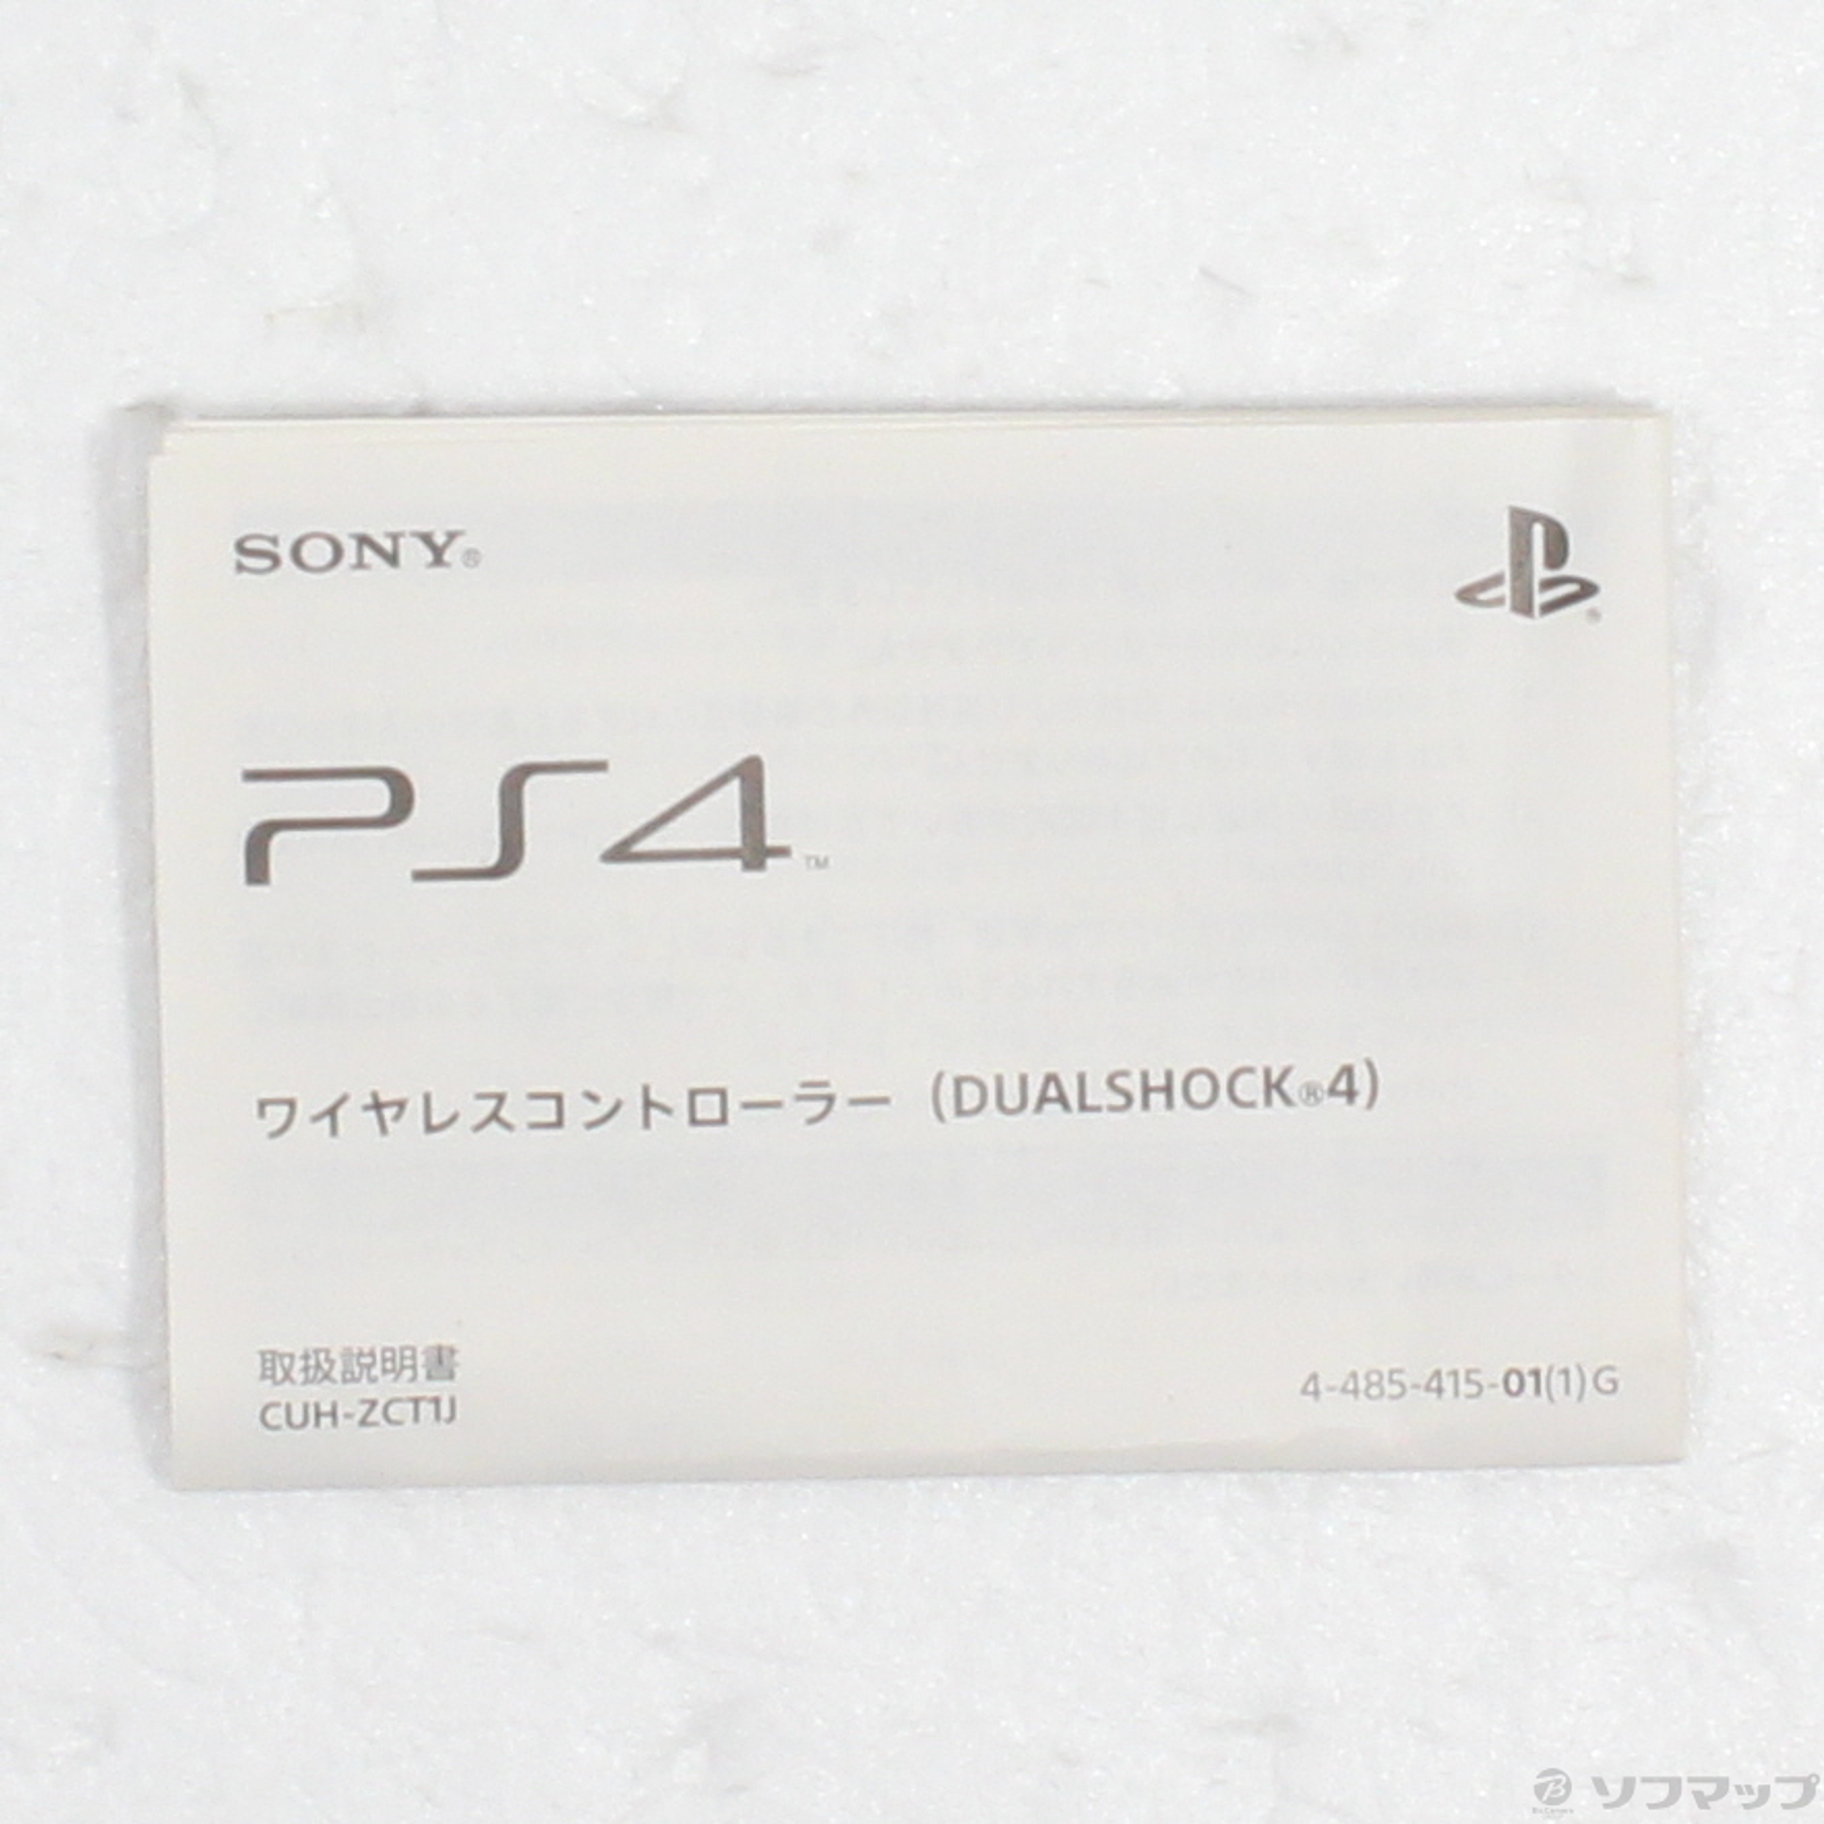 SONY®
PS4™
ワイヤレスコントローラー（DUALSHOCK®4）
取扱説明書
CUH-ZCT1J
4-485-415-01(1)G
ソフマップ